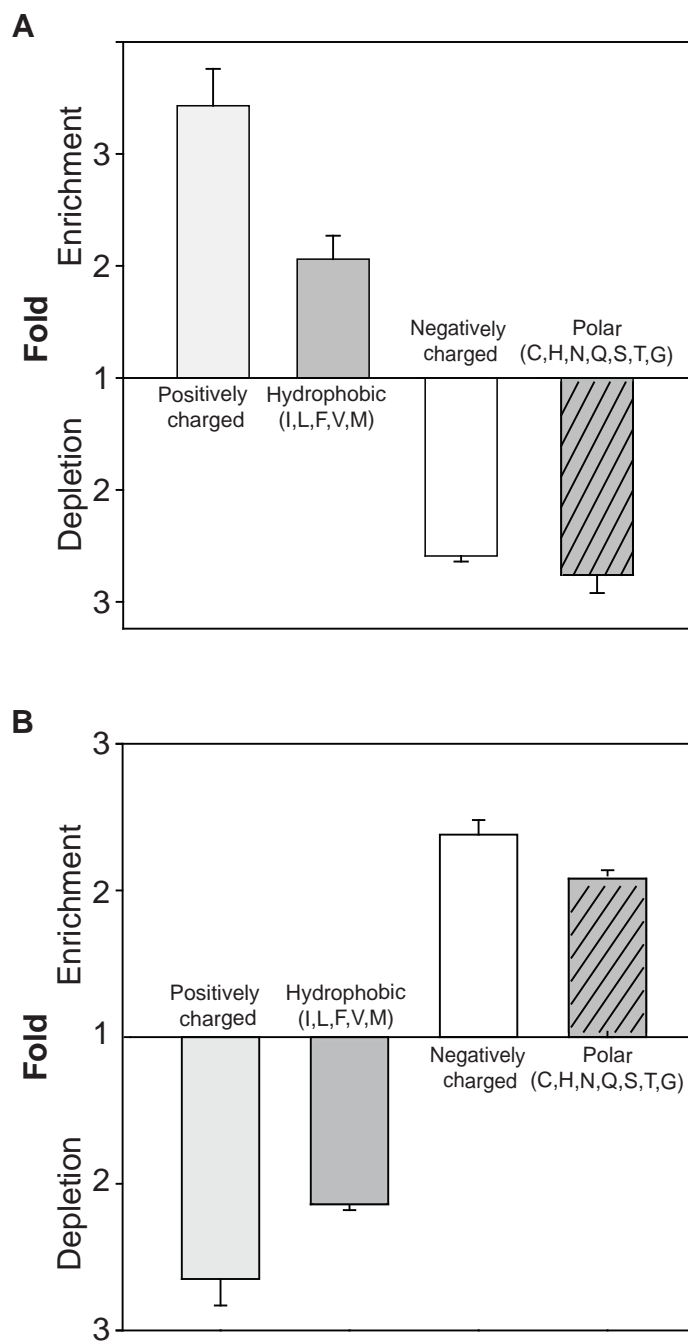 A
3
Enrichment
2
Fold
Negatively
charged
Polar
(C,H,N,Q,S,T,G)
1
Positively
charged
Hydrophobic
(I,L,F,V,M)
Depletion
2
3
B
3
Enrichment
2
Positively
charged
Hydrophobic
(I,L,F,V,M)
1
Fold
Negatively
charged
Polar
(C,H,N,Q,S,T,G)
Depletion
2
3